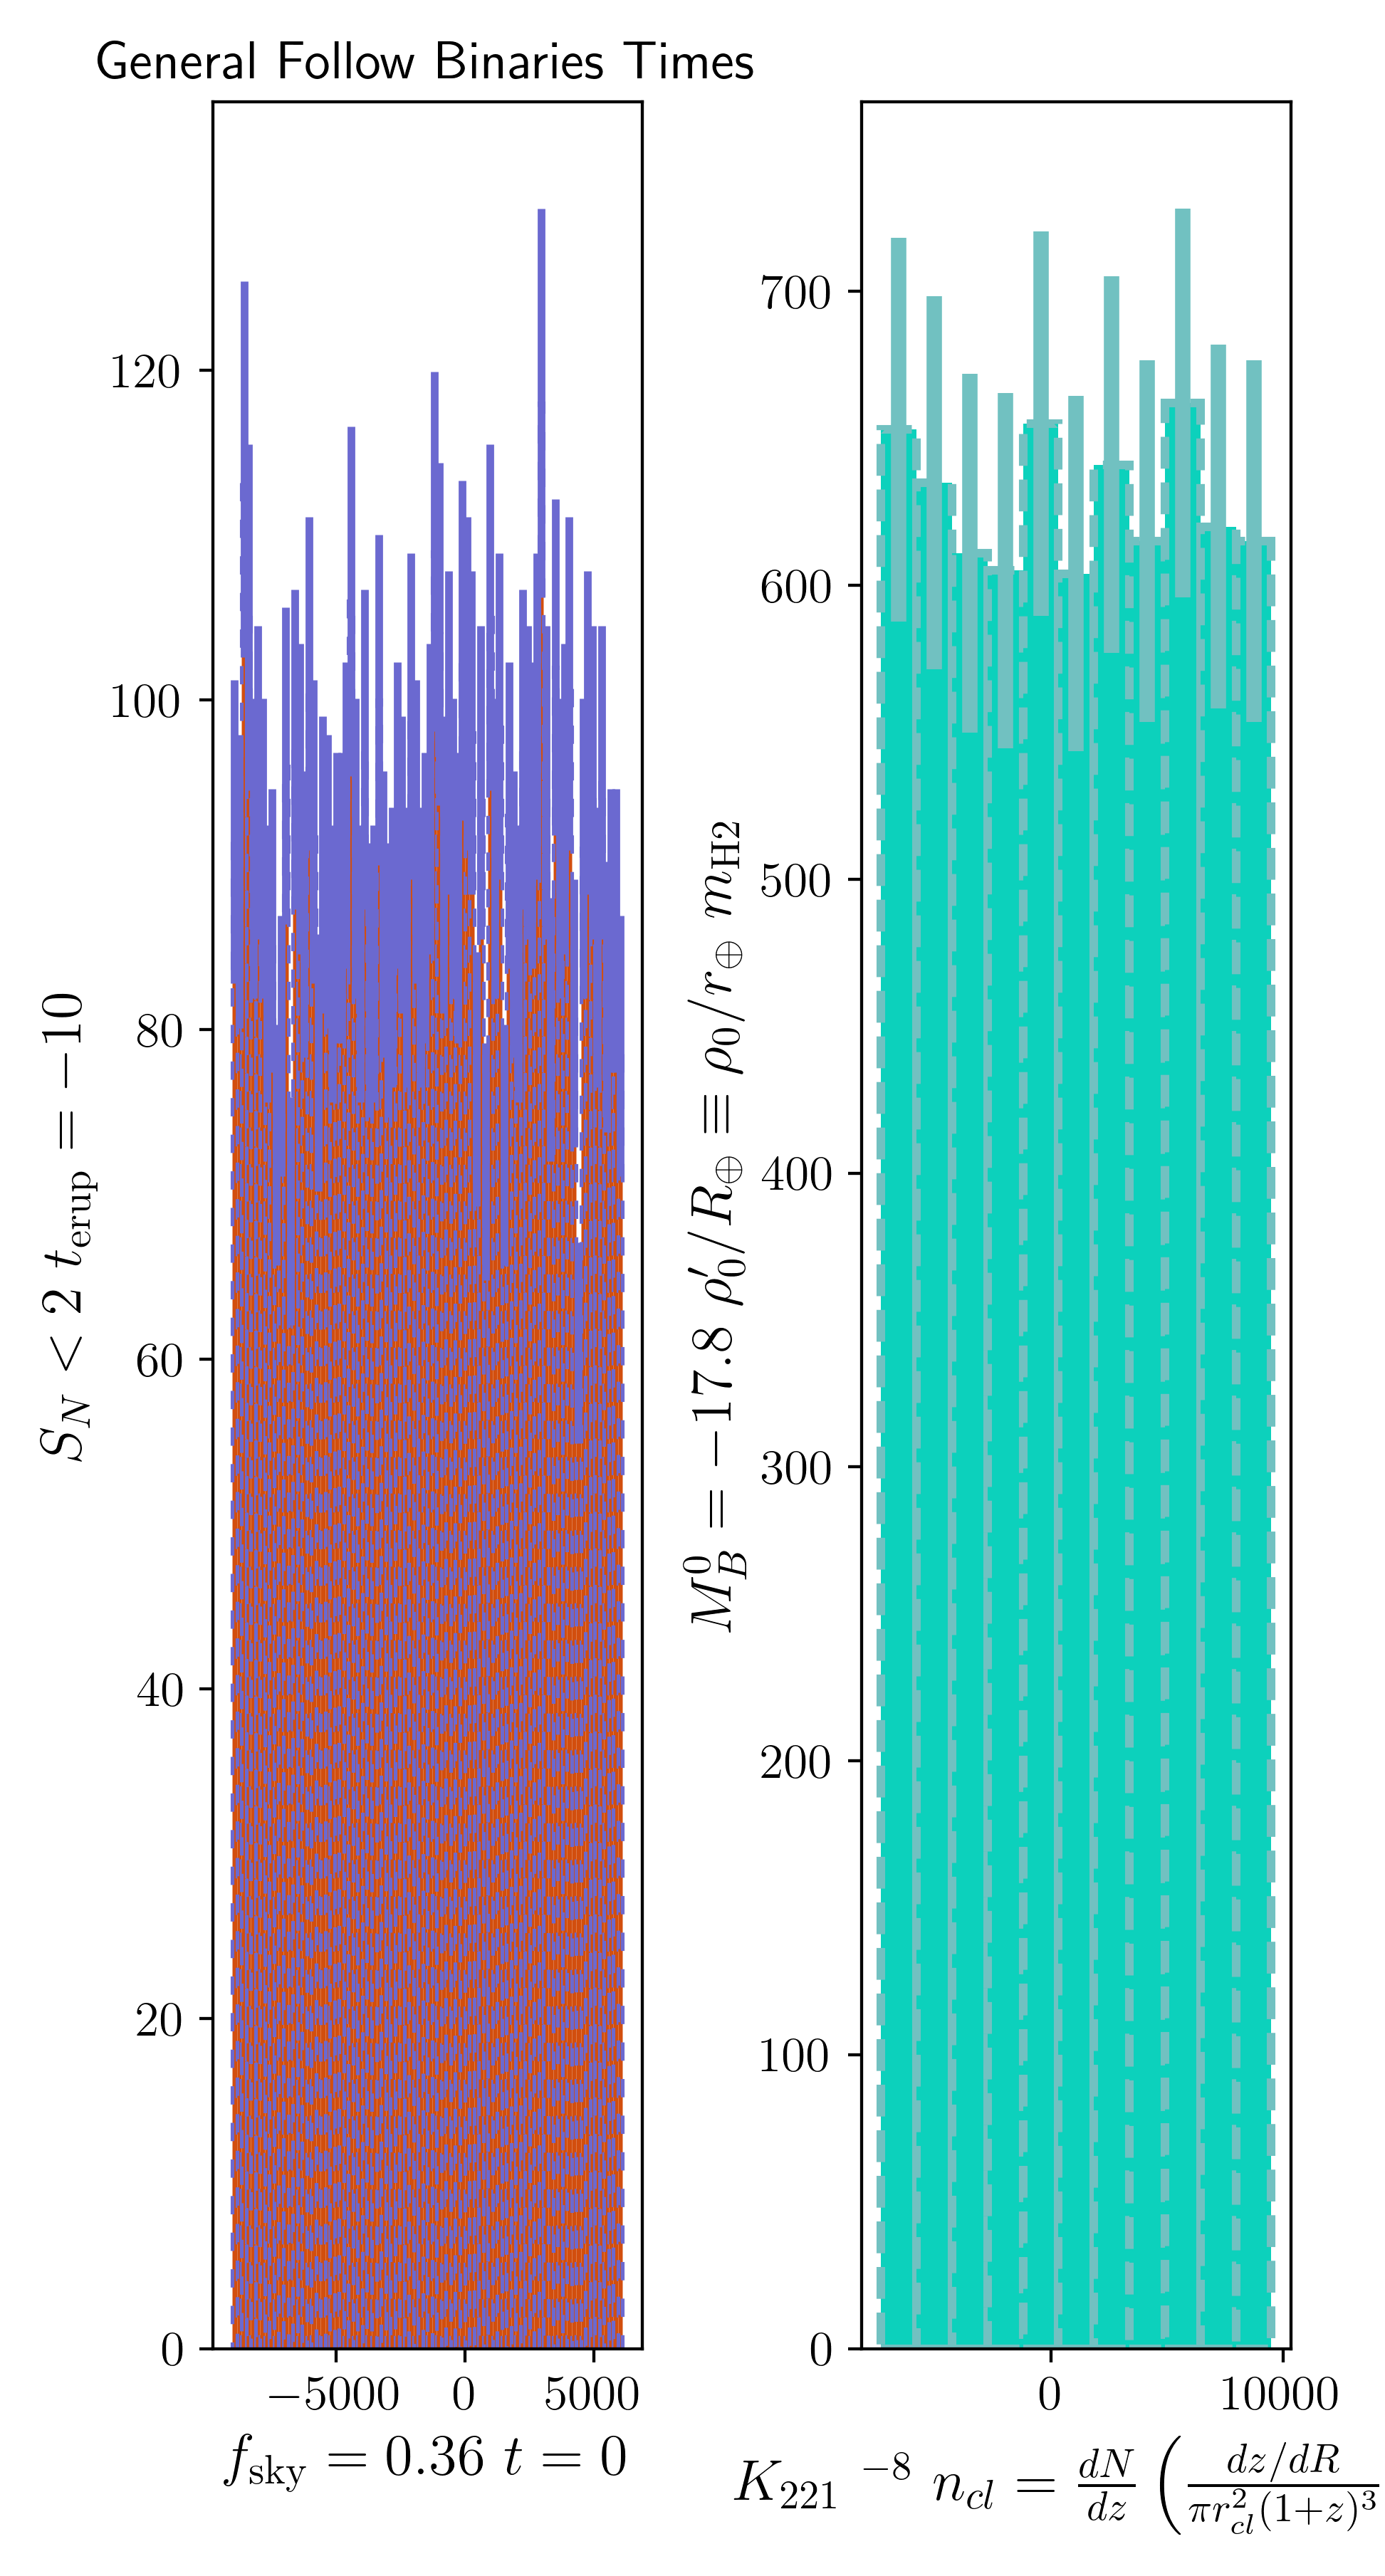 General Follow Binaries Times
120
100
80
60
40
20
0
−5000 0 5000
$f_{\rm sky} = 0.36$ $t = 0$
$S_N < 2$ $t_{\rm erup} = -10$
700
600
500
400
300
200
100
0
0 10000
$K_{221}$ $^{-8}$ $n_{cl} = \frac{dN}{dz} \left( \frac{dz/dR}{\pi r_{cl}^2 (1+z)^3}$
$M_B^0 = -17.8$ $\rho_0'/R_\oplus \equiv \rho_0/r_\oplus$ $m_{\rm H2}$